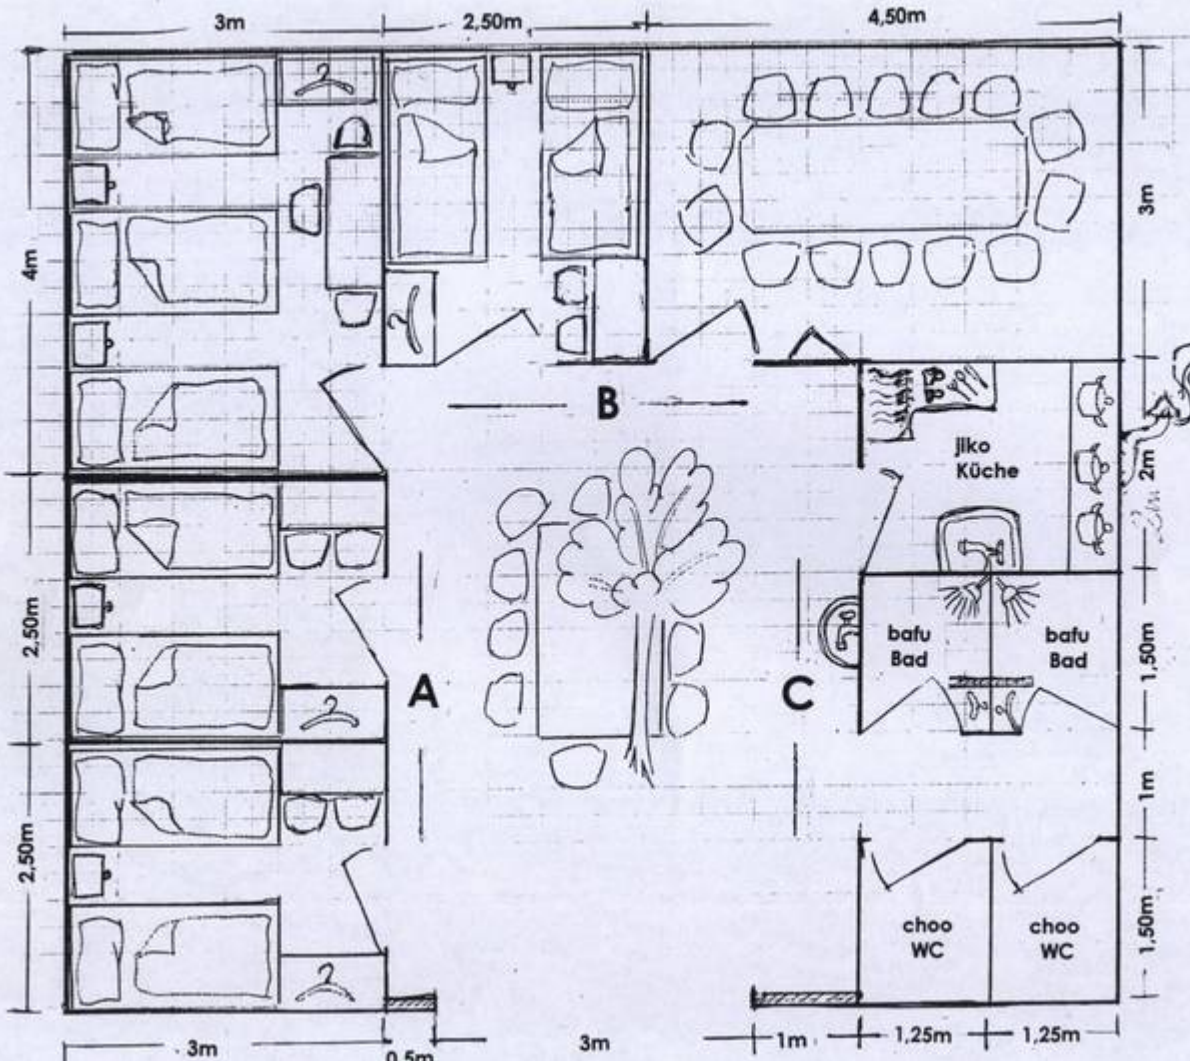 3m
2,50m
4,50m
4m
3m
B
jiko
Küche
2m
2,50m
A
C
bafu
Bad
bafu
Bad
1,50m
2,50m
1m
choo
WC
choo
WC
1,50m
3m
0,5m
3m
1m
1,25m
1,25m